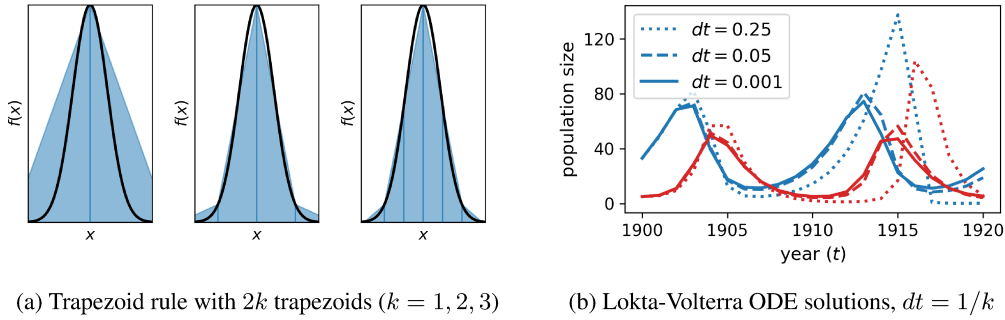 f(x)
x
f(x)
x
f(x)
x
(a) Trapezoid rule with 2k trapezoids (k = 1, 2, 3)
population size
120
80
40
0
dt = 0.25
dt = 0.05
dt = 0.001
1900 1905 1910 1915 1920
year (t)
(b) Lokta-Volterra ODE solutions, dt = 1/k